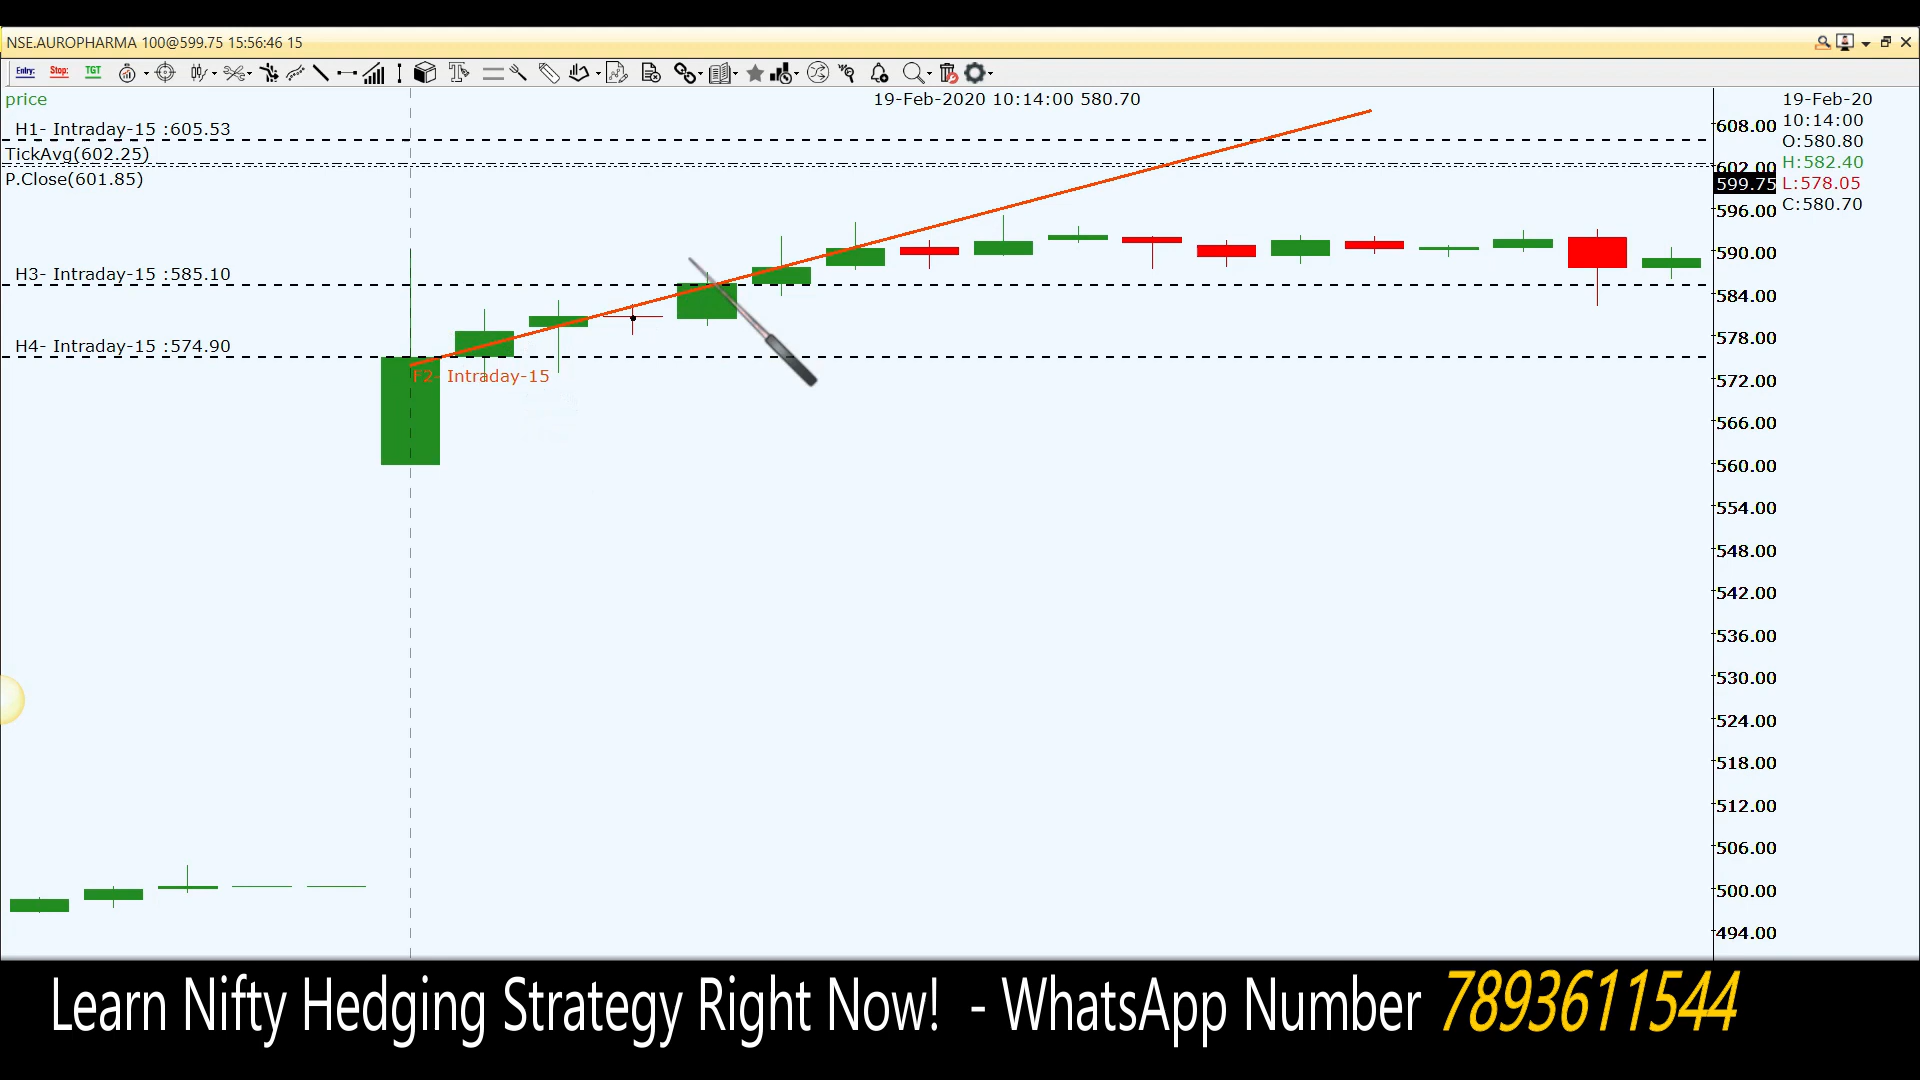 NSE.AUROPHARMA 100@599.75 15:56:46 15
Entry: Stop: TGT
price
19-Feb-2020 10:14:00 580.70
19-Feb-20
10:14:00
O:580.80
H:582.40
L:578.05
C:580.70
H1- Intraday-15 :605.53
TickAvg(602.25)
P.Close(601.85)
H3- Intraday-15 :585.10
H4- Intraday-15 :574.90
F2- Intraday-15
608.00
602.00
599.75
596.00
590.00
584.00
578.00
572.00
566.00
560.00
554.00
548.00
542.00
536.00
530.00
524.00
518.00
512.00
506.00
500.00
494.00
Learn Nifty Hedging Strategy Right Now! - WhatsApp Number 7893611544